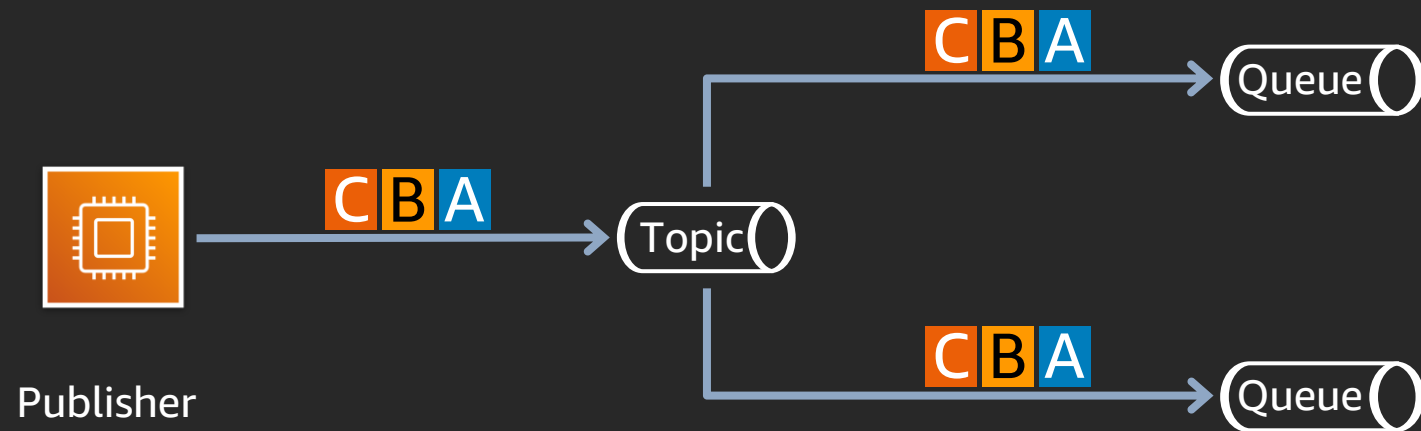 C B A
Queue
C B A
Topic
C B A
Queue
Publisher